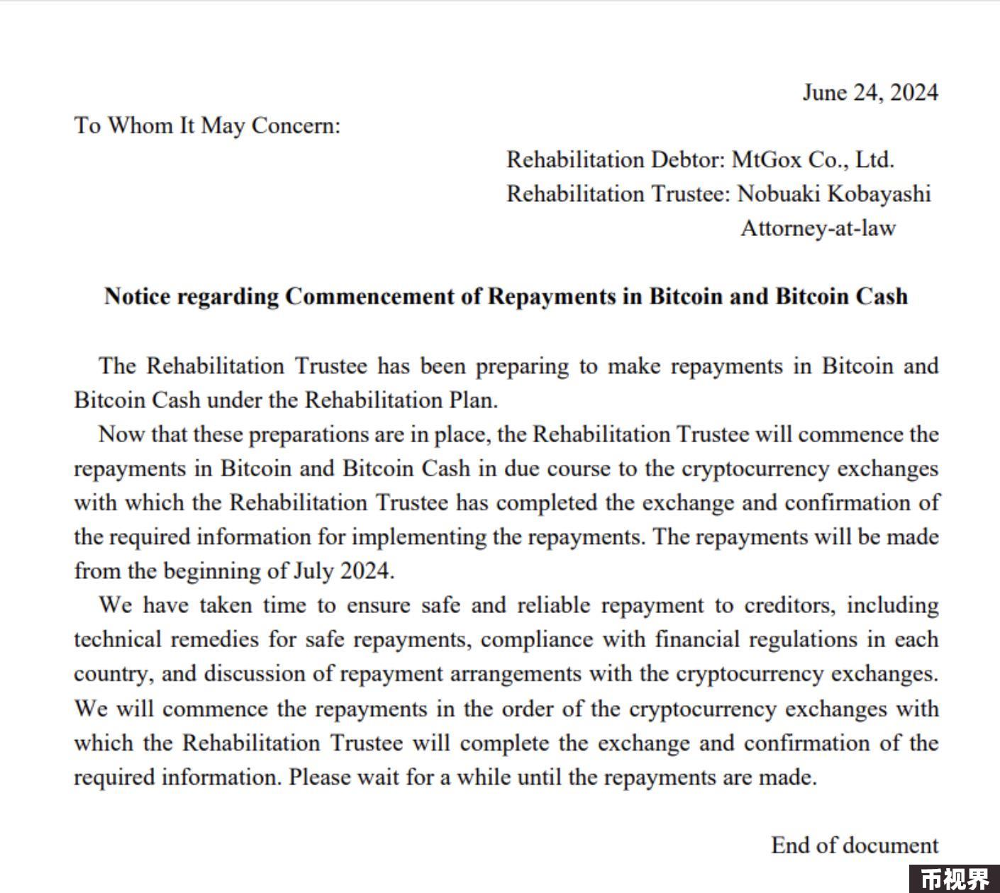 June 24, 2024
To Whom It May Concern:
Rehabilitation Debtor: MtGox Co., Ltd.
Rehabilitation Trustee: Nobuaki Kobayashi
Attorney-at-law
Notice regarding Commencement of Repayments in Bitcoin and Bitcoin Cash
The Rehabilitation Trustee has been preparing to make repayments in Bitcoin and
Bitcoin Cash under the Rehabilitation Plan.
Now that these preparations are in place, the Rehabilitation Trustee will commence the
repayments in Bitcoin and Bitcoin Cash in due course to the cryptocurrency exchanges
with which the Rehabilitation Trustee has completed the exchange and confirmation of
the required information for implementing the repayments. The repayments will be made
from the beginning of July 2024.
We have taken time to ensure safe and reliable repayment to creditors, including
technical remedies for safe repayments, compliance with financial regulations in each
country, and discussion of repayment arrangements with the cryptocurrency exchanges.
We will commence the repayments in the order of the cryptocurrency exchanges with
which the Rehabilitation Trustee will complete the exchange and confirmation of the
required information. Please wait for a while until the repayments are made.
End of document
币视界